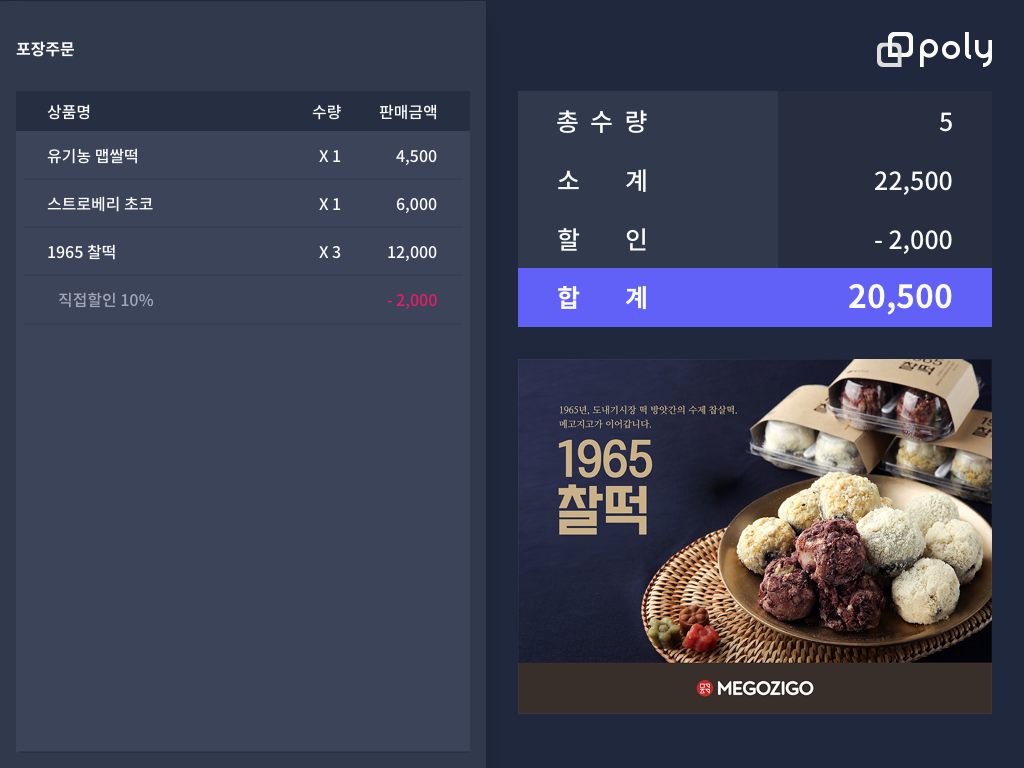 포장주문
poly
상품명 수량 판매금액
유기농 맵쌀떡 X 1 4,500
스트로베리 초코 X 1 6,000
1965 찰떡 X 3 12,000
직접할인 10% - 2,000
총 수 량 5
소 계 22,500
할 인 - 2,000
합 계 20,500
1965
찰떡
1965년, 도내기시장 떡 방앗간의 수제 찹살떡,
메고지고가 이어갑니다.
1965
찰떡
MEGOZIGO